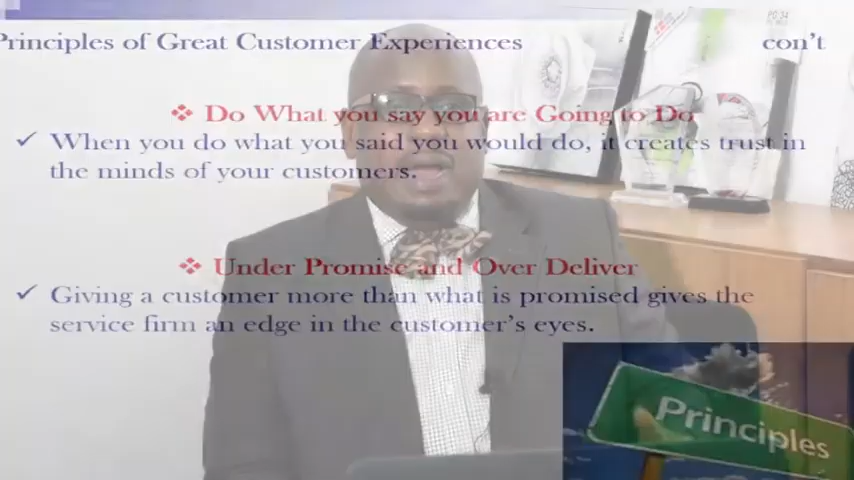 Principles of Great Customer Experiences con't
❖ Do What you say you are Going to Do
✓ When you do what you said you would do, it creates trust in
the minds of your customers.
❖ Under Promise and Over Deliver
✓ Giving a customer more than what is promised gives the
service firm an edge in the customer's eyes.
Principles